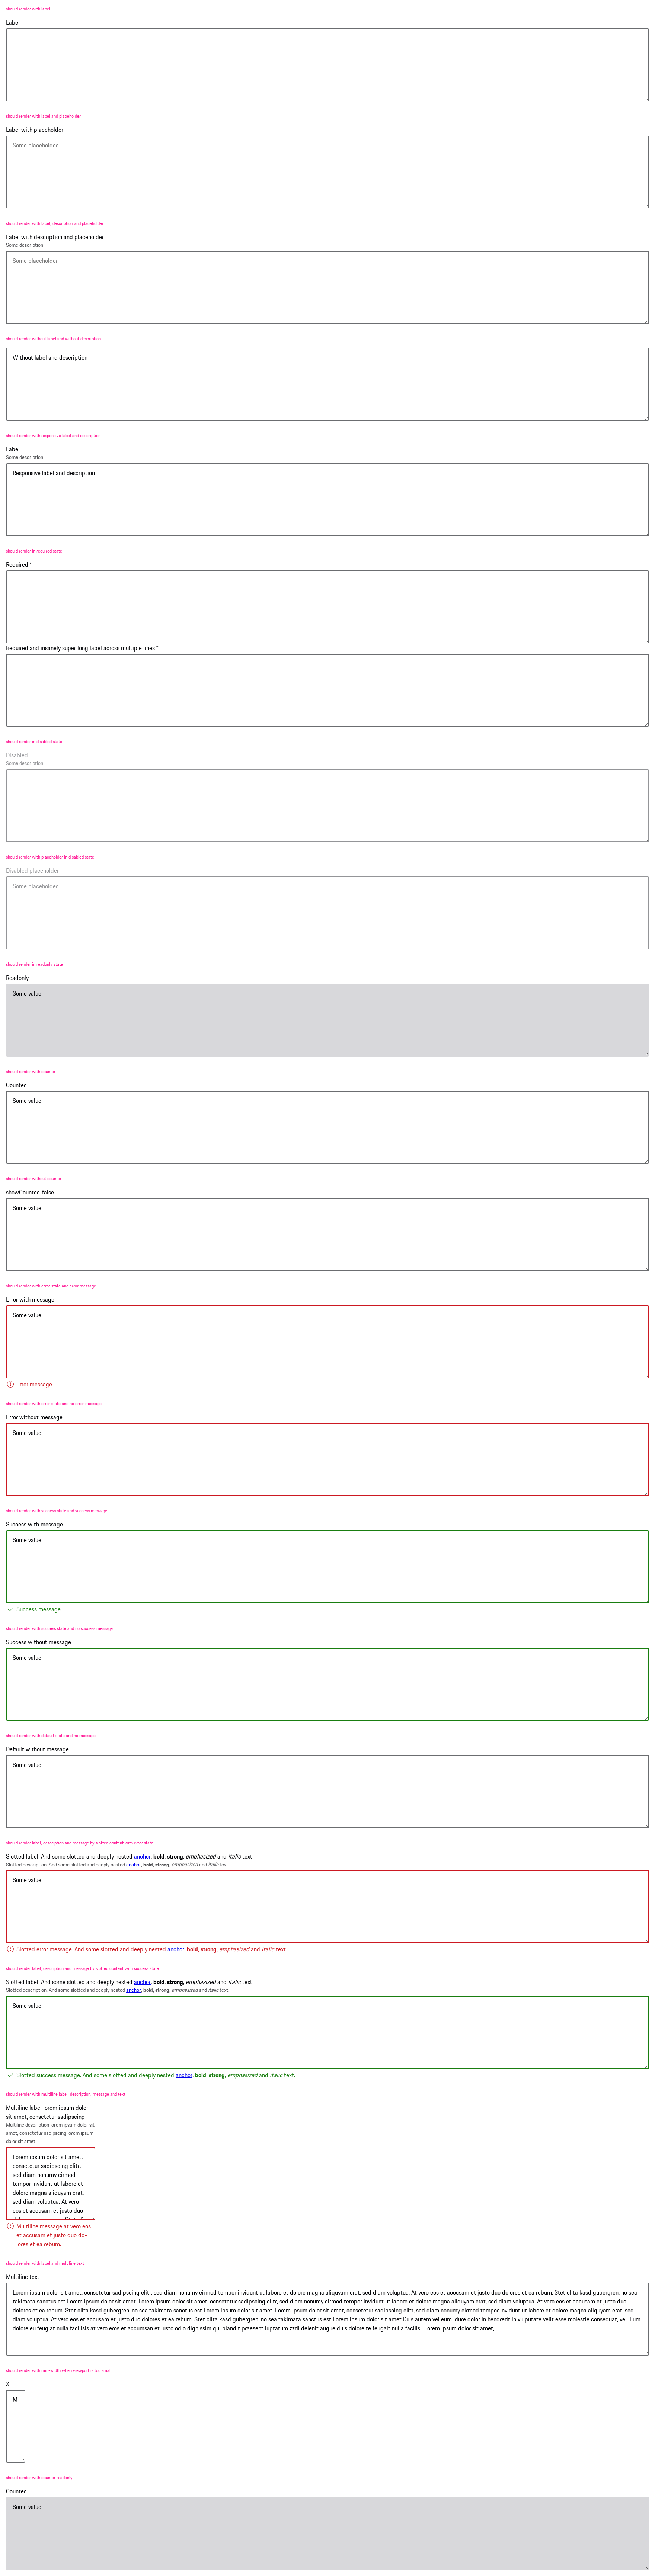 should render with label
Label
should render with label and placeholder
Label with placeholder
Some placeholder
should render with label, description and placeholder
Label with description and placeholder
Some description
Some placeholder
should render without label and without description
Without label and description
should render with responsive label and description
Label
Some description
Responsive label and description
should render in required state
Required *
Required and insanely super long label across multiple lines *
should render in disabled state
Disabled
Some description
should render with placeholder in disabled state
Disabled placeholder
Some placeholder
should render in readonly state
Readonly
Some value
should render with counter
Counter
Some value
should render without counter
showCounter=false
Some value
should render with error state and error message
Error with message
Some value
Error message
should render with error state and no error message
Error without message
Some value
should render with success state and success message
Success with message
Some value
Success message
should render with success state and no success message
Success without message
Some value
should render with default state and no message
Default without message
Some value
should render label, description and message by slotted content with error state
Slotted label. And some slotted and deeply nested anchor, bold, strong, emphasized and italic text.
Slotted description. And some slotted and deeply nested anchor, bold, strong, emphasized and italic text.
Some value
Slotted error message. And some slotted and deeply nested anchor, bold, strong, emphasized and italic text.
should render label, description and message by slotted content with success state
Slotted label. And some slotted and deeply nested anchor, bold, strong, emphasized and italic text.
Slotted description. And some slotted and deeply nested anchor, bold, strong, emphasized and italic text.
Some value
Slotted success message. And some slotted and deeply nested anchor, bold, strong, emphasized and italic text.
should render with multiline label, description, message and text
Multiline label lorem ipsum dolor
sit amet, consetetur sadipscing
Multiline description lorem ipsum dolor sit
amet, consetetur sadipscing lorem ipsum
dolor sit amet
Lorem ipsum dolor sit amet,
consetetur sadipscing elitr,
sed diam nonumy eirmod
tempor invidunt ut labore et
dolore magna aliquyam erat,
sed diam voluptua. At vero
eos et accusam et justo duo
dolores et ea rebum. Stet clita
Multiline message at vero eos
et accusam et justo duo do-
lores et ea rebum.
should render with label and multiline text
Multiline text
Lorem ipsum dolor sit amet, consetetur sadipscing elitr, sed diam nonumy eirmod tempor invidunt ut labore et dolore magna aliquyam erat, sed diam voluptua. At vero eos et accusam et justo duo dolores et ea rebum. Stet clita kasd gubergren, no sea
takimata sanctus est Lorem ipsum dolor sit amet. Lorem ipsum dolor sit amet, consetetur sadipscing elitr, sed diam nonumy eirmod tempor invidunt ut labore et dolore magna aliquyam erat, sed diam voluptua. At vero eos et accusam et justo duo
dolores et ea rebum. Stet clita kasd gubergren, no sea takimata sanctus est Lorem ipsum dolor sit amet. Lorem ipsum dolor sit amet, consetetur sadipscing elitr, sed diam nonumy eirmod tempor invidunt ut labore et dolore magna aliquyam erat, sed
diam voluptua. At vero eos et accusam et justo duo dolores et ea rebum. Stet clita kasd gubergren, no sea takimata sanctus est Lorem ipsum dolor sit amet.Duis autem vel eum iriure dolor in hendrerit in vulputate velit esse molestie consequat, vel illum
dolore eu feugiat nulla facilisis at vero eros et accumsan et iusto odio dignissim qui blandit praesent luptatum zzril delenit augue duis dolore te feugait nulla facilisi. Lorem ipsum dolor sit amet,
should render with min-width when viewport is too small
X
M
should render with counter readonly
Counter
Some value